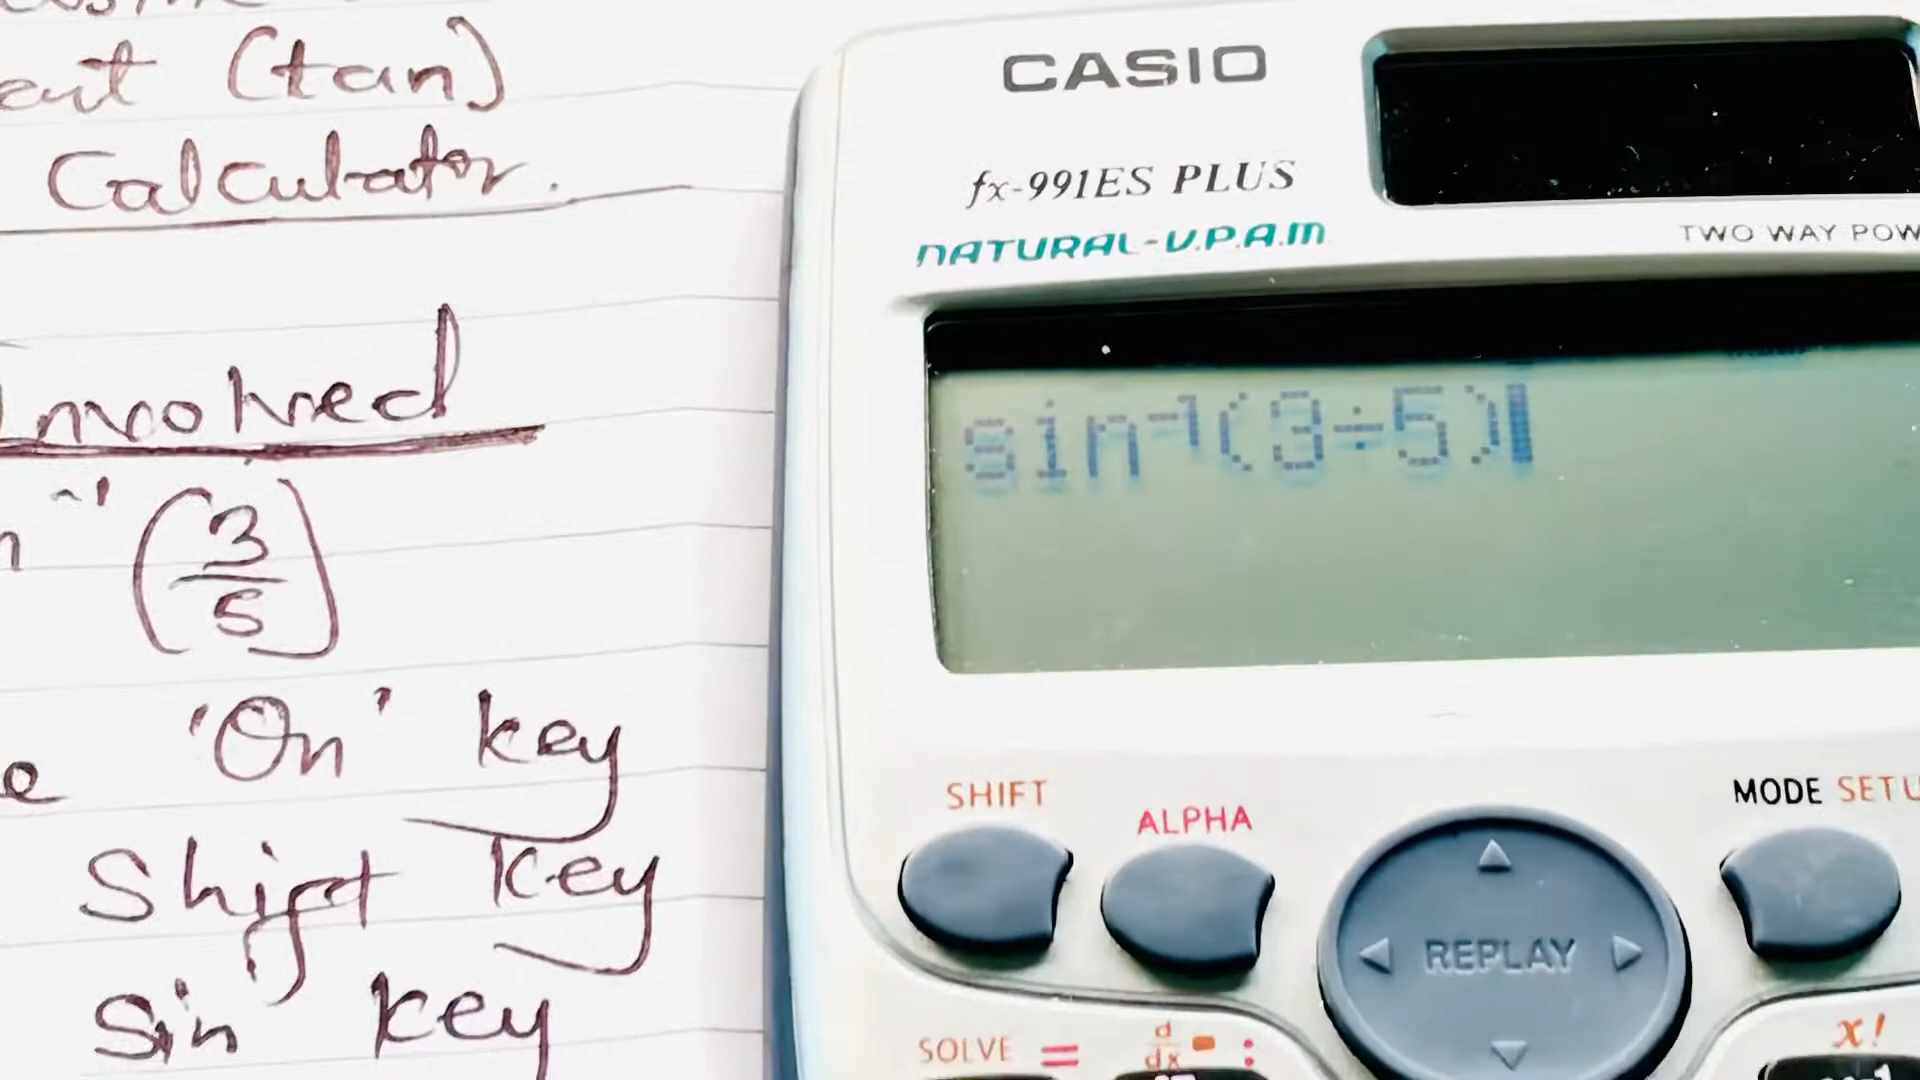 (tan)
Calculator.
Involved
-1 (3/5)
e 'On' key
Shift key
Sin key
CASIO
fx-991ES PLUS
NATURAL-V.P.A.M
TWO WAY POW
sin⁻¹(3÷5)
SHIFT
ALPHA
MODE SETU
REPLAY
SOLVE =
d/dx :
x!